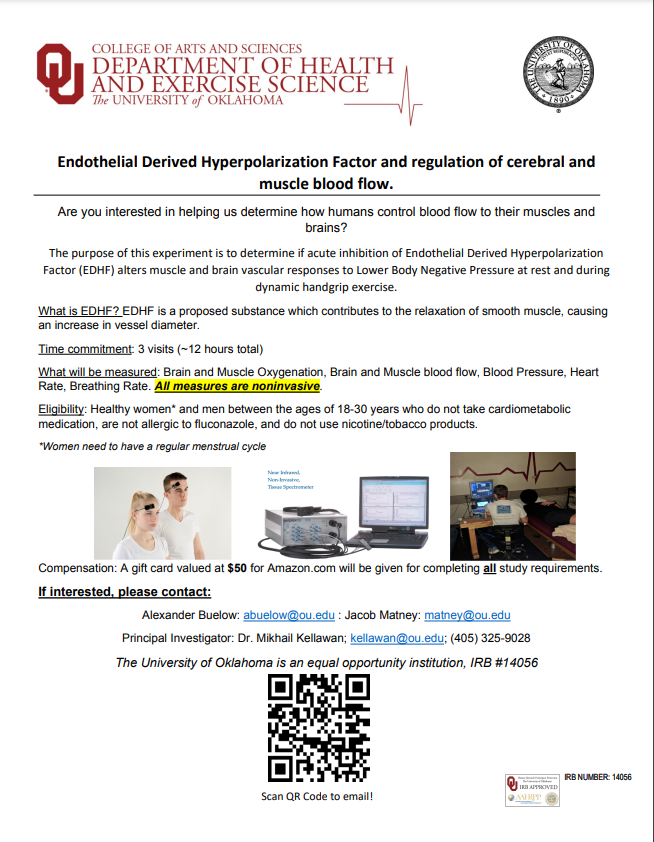 COLLEGE OF ARTS AND SCIENCES
DEPARTMENT OF HEALTH
AND EXERCISE SCIENCE
The UNIVERSITY of OKLAHOMA
THE UNIVERSITY OF OKLAHOMA
1890
Endothelial Derived Hyperpolarization Factor and regulation of cerebral and
muscle blood flow.
Are you interested in helping us determine how humans control blood flow to their muscles and
brains?
The purpose of this experiment is to determine if acute inhibition of Endothelial Derived Hyperpolarization
Factor (EDHF) alters muscle and brain vascular responses to Lower Body Negative Pressure at rest and during
dynamic handgrip exercise.
What is EDHF? EDHF is a proposed substance which contributes to the relaxation of smooth muscle, causing
an increase in vessel diameter.
Time commitment: 3 visits (~12 hours total)
What will be measured: Brain and Muscle Oxygenation, Brain and Muscle blood flow, Blood Pressure, Heart
Rate, Breathing Rate. All measures are noninvasive.
Eligibility: Healthy women* and men between the ages of 18-30 years who do not take cardiometabolic
medication, are not allergic to fluconazole, and do not use nicotine/tobacco products.
*Women need to have a regular menstrual cycle
Near Infrared,
Non-Invasive,
Tissue Spectrometer
Compensation: A gift card valued at $50 for Amazon.com will be given for completing all study requirements.
If interested, please contact:
Alexander Buelow: abuelow@ou.edu : Jacob Matney: matney@ou.edu
Principal Investigator: Dr. Mikhail Kellawan; kellawan@ou.edu; (405) 325-9028
The University of Oklahoma is an equal opportunity institution, IRB #14056
Scan QR Code to email!
IRB APPROVED
AAHRPP
IRB NUMBER: 14056